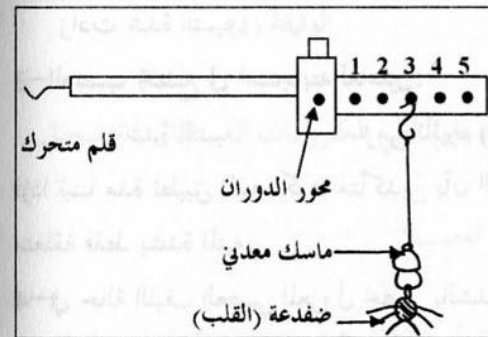 1 2 3 4 5
قلم متحرك
محور الدوران
ماسك معدني
ضفدعة (القلب)